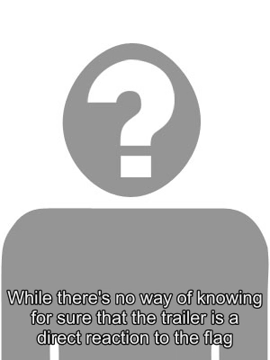 ?
While there's no way of knowing
for sure that the trailer is a
direct reaction to the flag